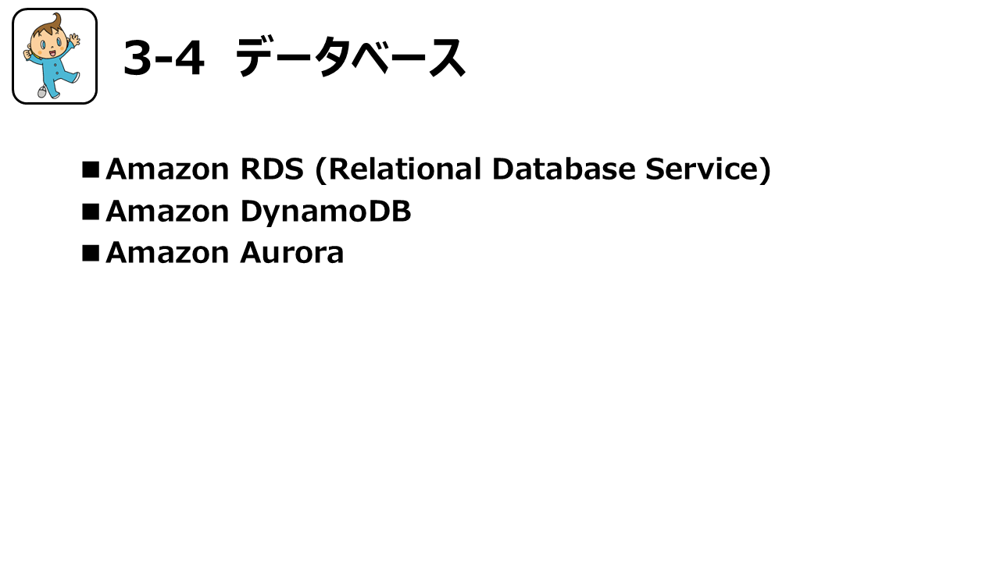 3-4 データベース
■Amazon RDS (Relational Database Service)
■Amazon DynamoDB
■Amazon Aurora